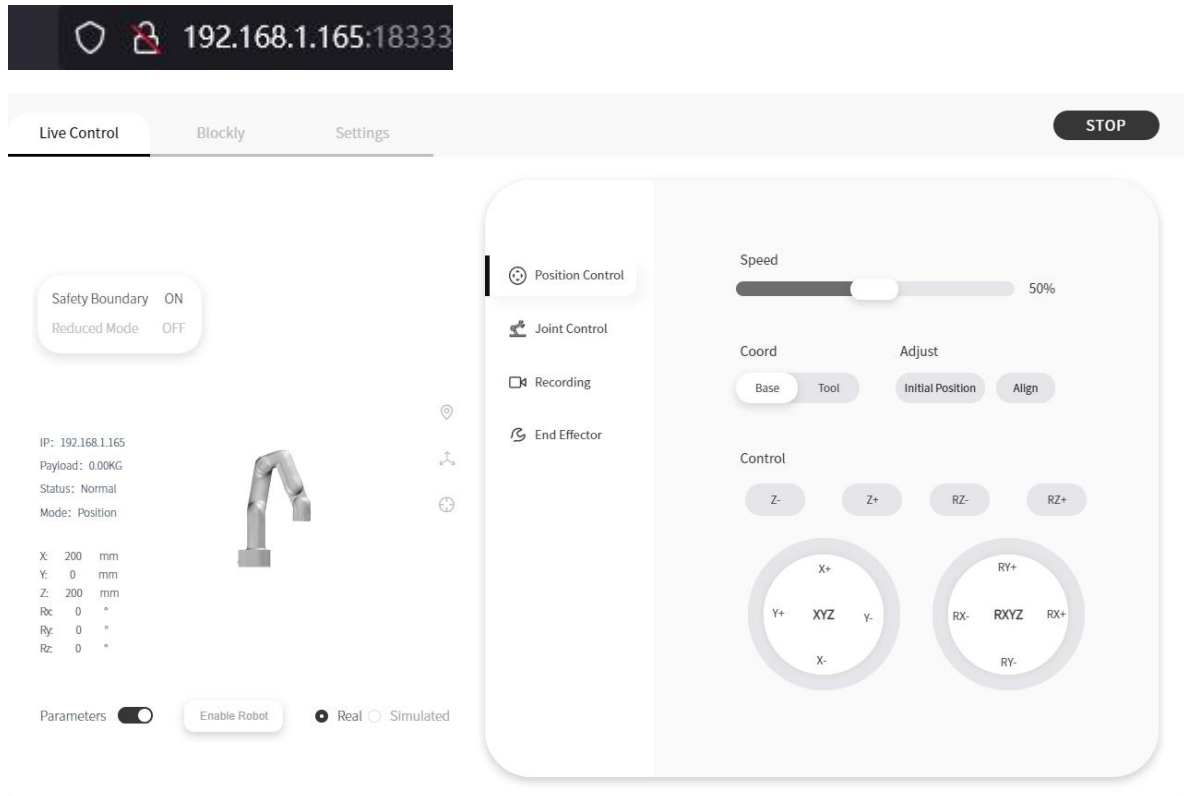 192.168.1.165:18333
Live Control Blockly Settings STOP
Safety Boundary ON
Reduced Mode OFF
IP: 192.168.1.165
Payload: 0.00KG
Status: Normal
Mode: Position
X: 200 mm
Y: 0 mm
Z: 200 mm
Rx: 0 °
Ry: 0 °
Rz: 0 °
Parameters Enable Robot Real Simulated
Position Control
Joint Control
Recording
End Effector
Speed
50%
Coord Adjust
Base Tool Initial Position Align
Control
Z- Z+ RZ- RZ+
X+ RY+
Y+ XYZ Y- RX- RXYZ RX+
X- RY-